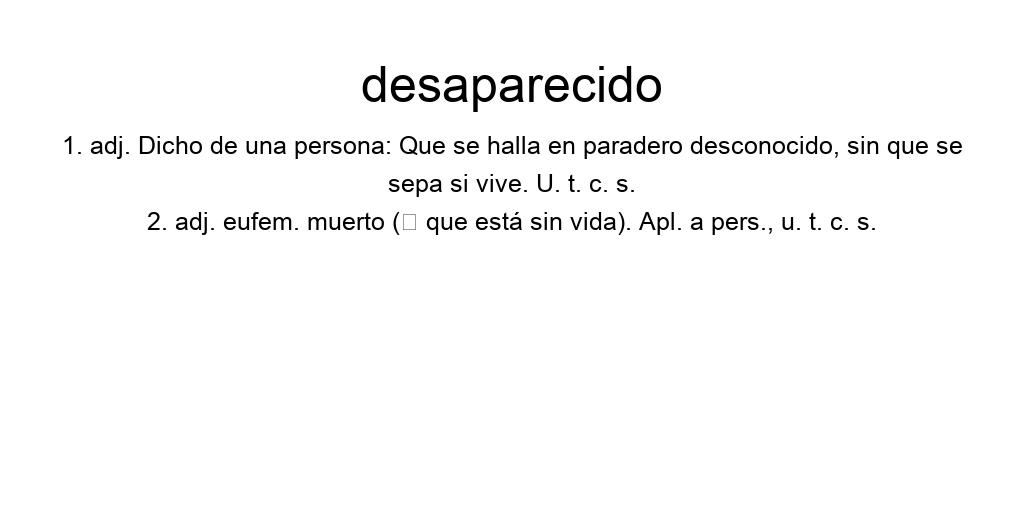 desaparecido
1. adj. Dicho de una persona: Que se halla en paradero desconocido, sin que se
sepa si vive. U. t. c. s.
2. adj. eufem. muerto (▯ que está sin vida). Apl. a pers., u. t. c. s.